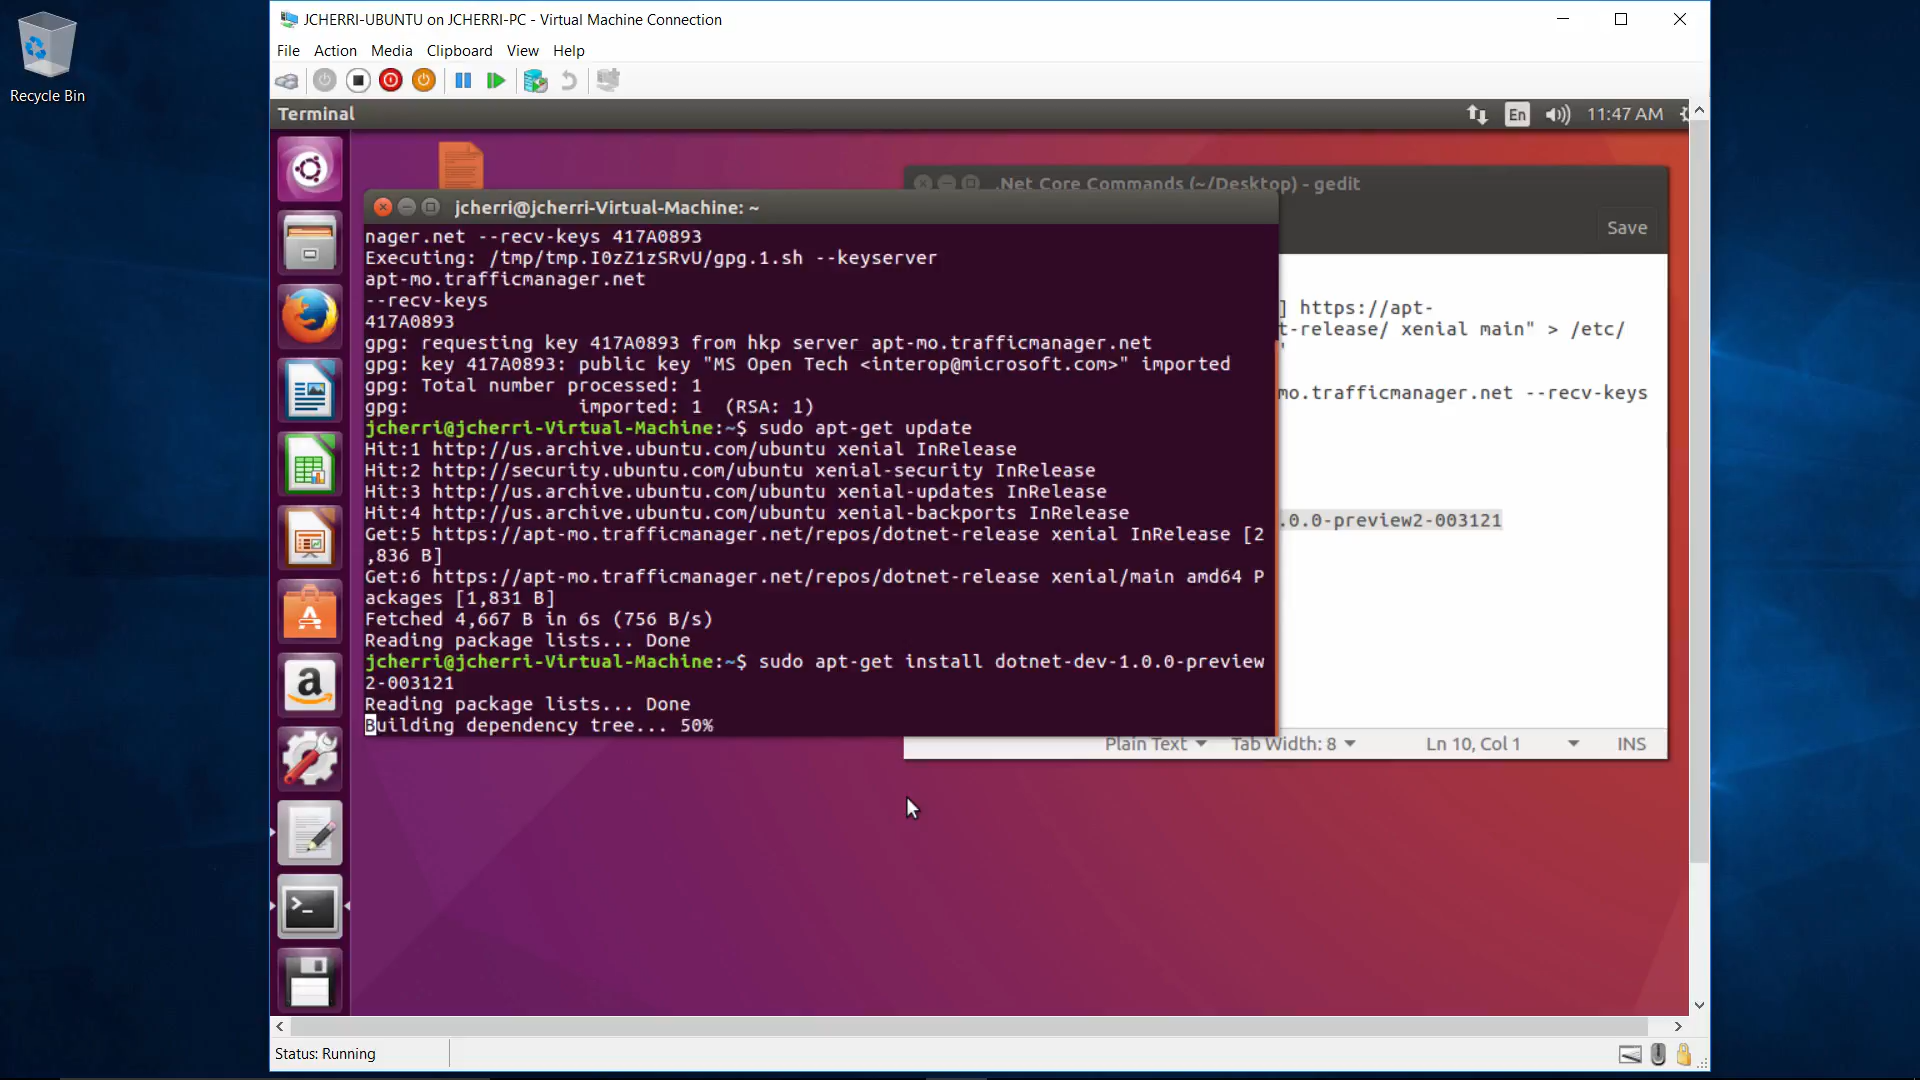 Recycle Bin
JCHERRI-UBUNTU on JCHERRI-PC - Virtual Machine Connection
File Action Media Clipboard View Help
Terminal
En
11:47 AM
.Net Core Commands (~/Desktop) - gedit
Save
jcherri@jcherri-Virtual-Machine: ~
nager.net --recv-keys 417A0893
Executing: /tmp/tmp.I0zZ1zSRvU/gpg.1.sh --keyserver
apt-mo.trafficmanager.net
--recv-keys
417A0893
gpg: requesting key 417A0893 from hkp server apt-mo.trafficmanager.net
gpg: key 417A0893: public key "MS Open Tech <interop@microsoft.com>" imported
gpg: Total number processed: 1
gpg:               imported: 1  (RSA: 1)
jcherri@jcherri-Virtual-Machine:~$ sudo apt-get update
Hit:1 http://us.archive.ubuntu.com/ubuntu xenial InRelease
Hit:2 http://security.ubuntu.com/ubuntu xenial-security InRelease
Hit:3 http://us.archive.ubuntu.com/ubuntu xenial-updates InRelease
Hit:4 http://us.archive.ubuntu.com/ubuntu xenial-backports InRelease
Get:5 https://apt-mo.trafficmanager.net/repos/dotnet-release xenial InRelease [2
,836 B]
Get:6 https://apt-mo.trafficmanager.net/repos/dotnet-release xenial/main amd64 P
ackages [1,831 B]
Fetched 4,667 B in 6s (756 B/s)
Reading package lists... Done
jcherri@jcherri-Virtual-Machine:~$ sudo apt-get install dotnet-dev-1.0.0-preview
2-003121
Reading package lists... Done
Building dependency tree... 50%
] https://apt-
t-release/ xenial main" > /etc/
'
mo.trafficmanager.net --recv-keys
.0.0-preview2-003121
Plain Text
Tab Width: 8
Ln 10, Col 1
INS
a
Status: Running